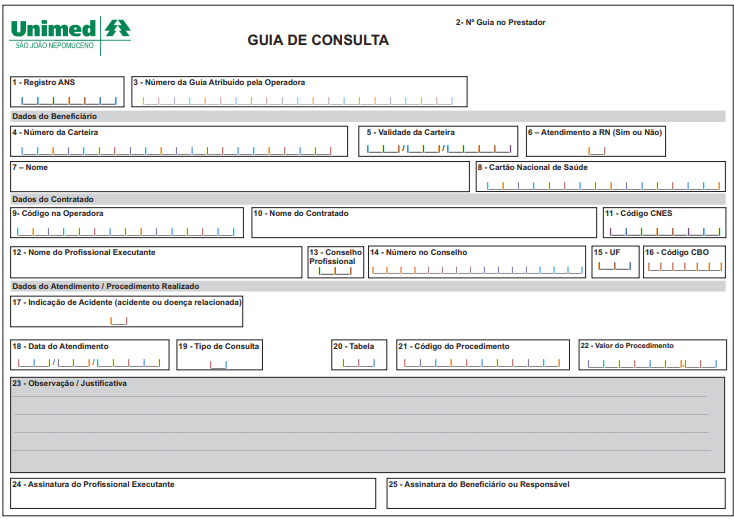 Unimed
SÃO JOÃO NEPOMUCENO
GUIA DE CONSULTA
2- Nº Guia no Prestador
1 - Registro ANS
3 - Número da Guia Atribuido pela Operadora
Dados do Beneficiário
4 - Número da Carteira
5 - Validade da Carteira
6 – Atendimento a RN (Sim ou Não)
7 – Nome
8 - Cartão Nacional de Saúde
Dados do Contratado
9- Código na Operadora
10 - Nome do Contratado
11 - Código CNES
12 - Nome do Profissional Executante
13 - Conselho
Profissional
14 - Número no Conselho
15 - UF
16 - Código CBO
Dados do Atendimento / Procedimento Realizado
17 - Indicação de Acidente (acidente ou doença relacionada)
18 - Data do Atendimento
19 - Tipo de Consulta
20 - Tabela
21 - Código do Procedimento
22 - Valor do Procedimento
23 - Observação / Justificativa
24 - Assinatura do Profissional Executante
25 - Assinatura do Beneficiário ou Responsável